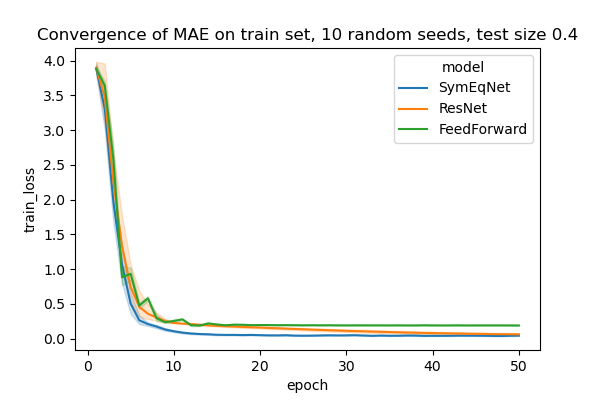 Convergence of MAE on train set, 10 random seeds, test size 0.4
4.0
3.5
3.0
2.5
2.0
1.5
1.0
0.5
0.0
train_loss
model
SymEqNet
ResNet
FeedForward
0 10 20 30 40 50
epoch